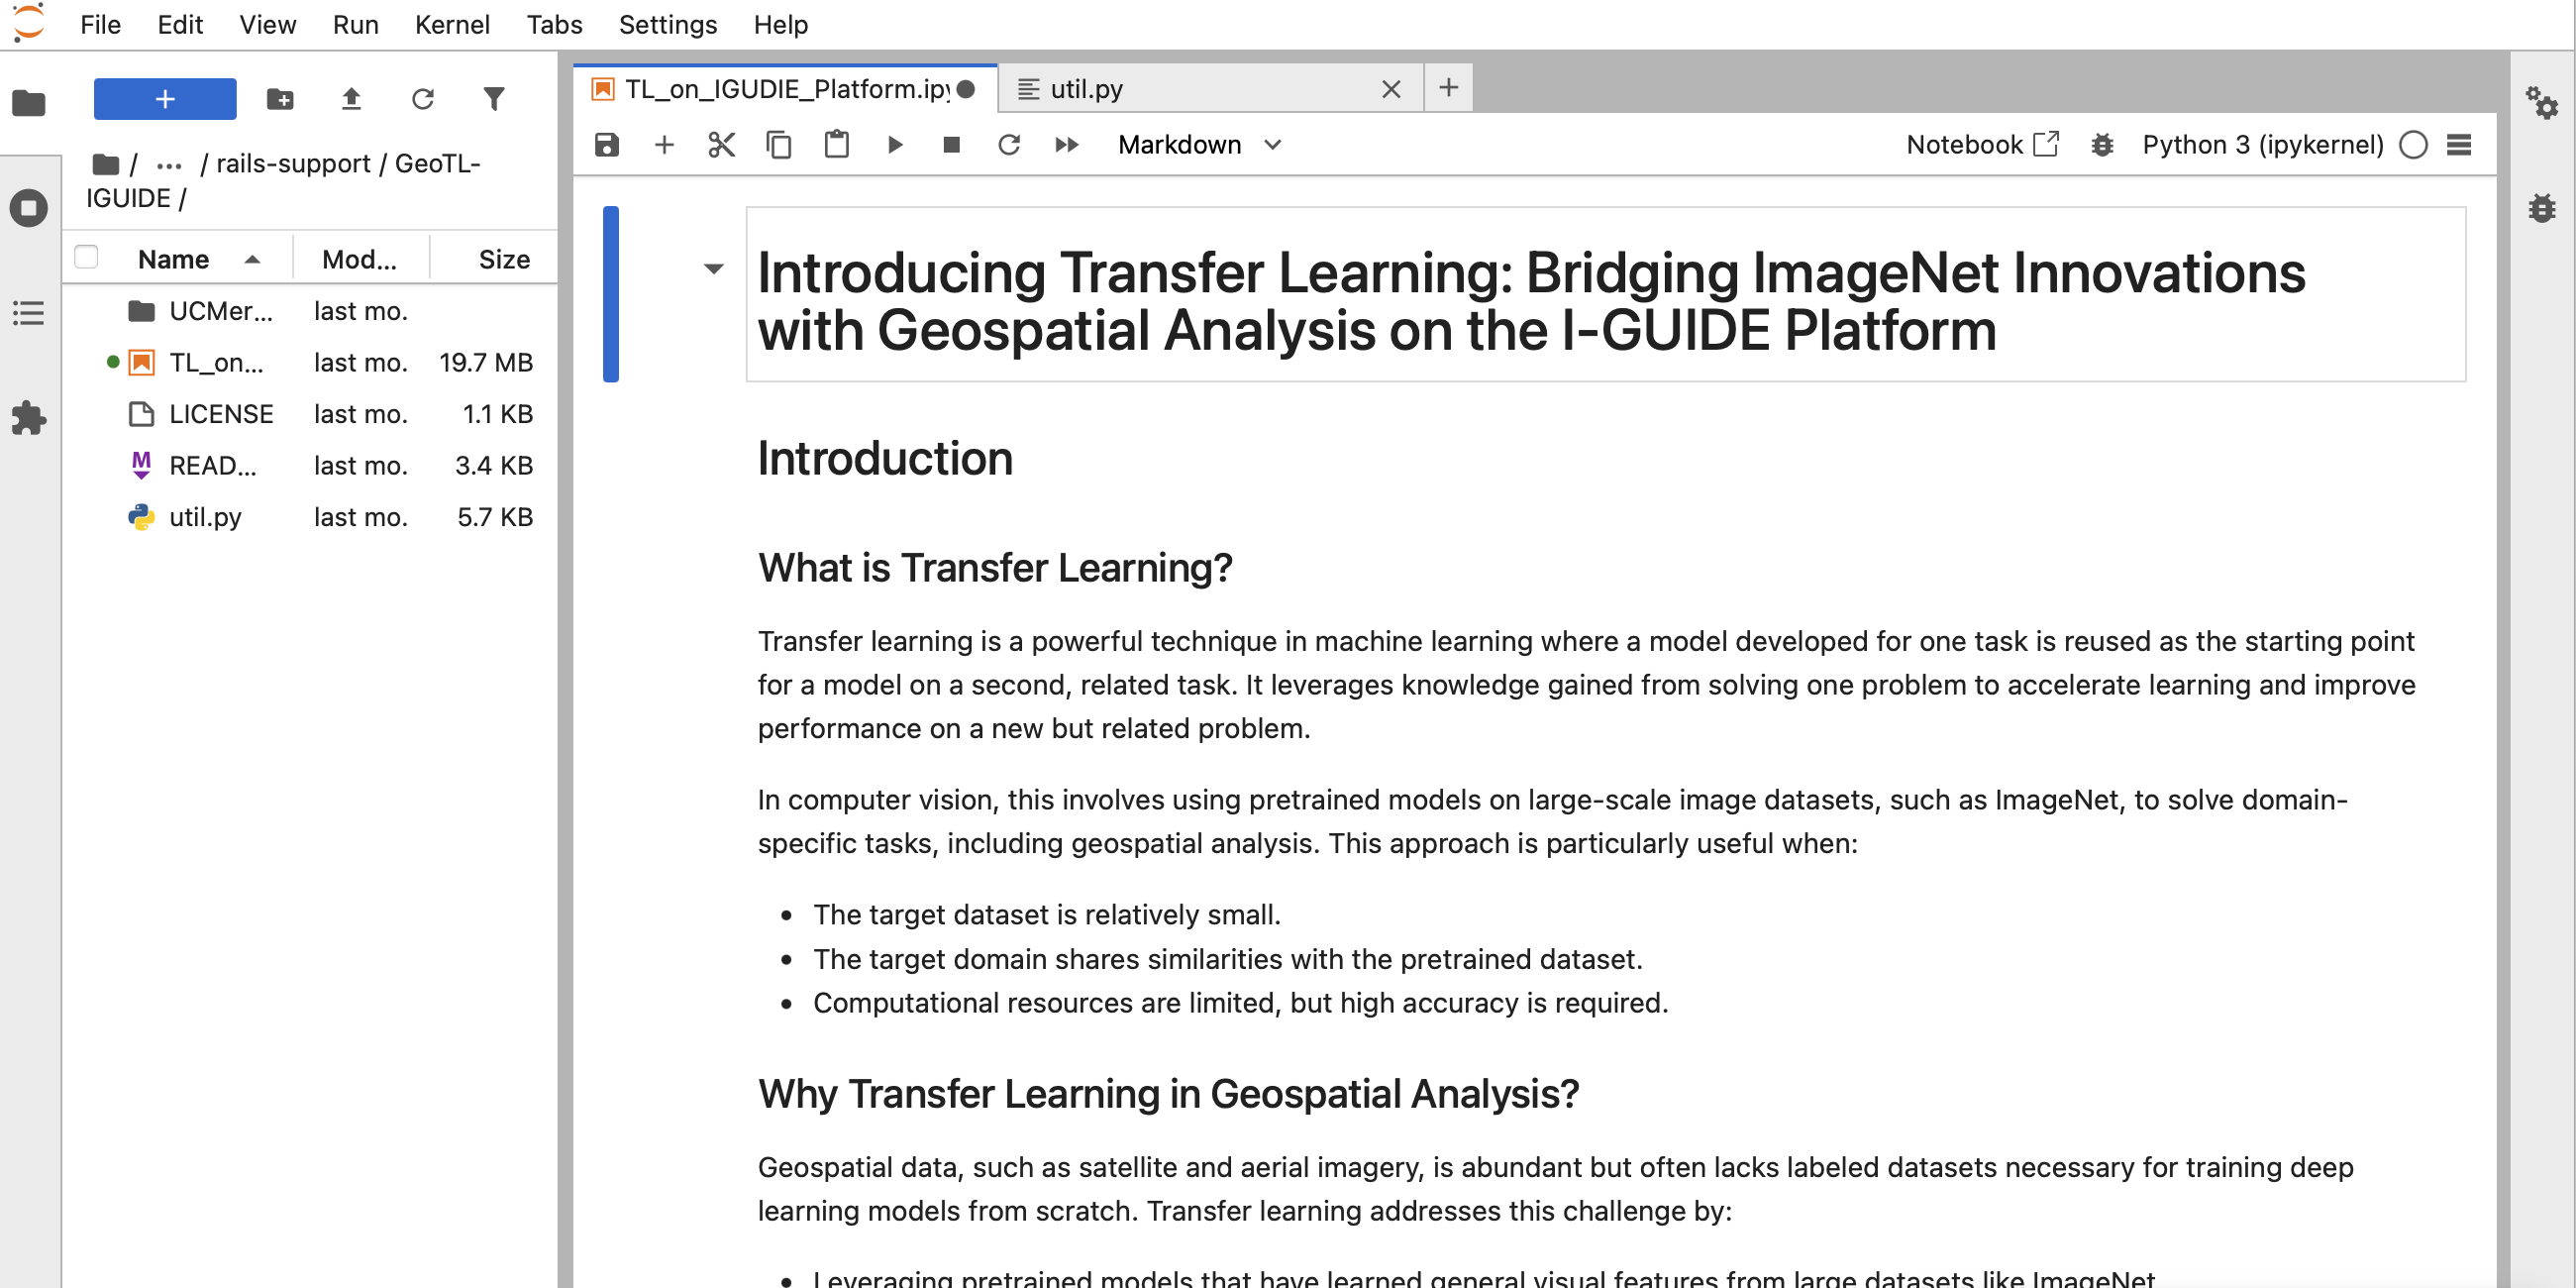 File Edit View Run Kernel Tabs Settings Help
/ ... / rails-support / GeoTL-
IGUIDE /
Name Mod... Size
UCMer... last mo.
TL_on... last mo. 19.7 MB
LICENSE last mo. 1.1 KB
READ... last mo. 3.4 KB
util.py last mo. 5.7 KB
TL_on_IGUDIE_Platform.ipy
util.py
Markdown
Notebook
Python 3 (ipykernel)
Introducing Transfer Learning: Bridging ImageNet Innovations
with Geospatial Analysis on the I-GUIDE Platform
Introduction
What is Transfer Learning?
Transfer learning is a powerful technique in machine learning where a model developed for one task is reused as the starting point
for a model on a second, related task. It leverages knowledge gained from solving one problem to accelerate learning and improve
performance on a new but related problem.
In computer vision, this involves using pretrained models on large-scale image datasets, such as ImageNet, to solve domain-
specific tasks, including geospatial analysis. This approach is particularly useful when:
• The target dataset is relatively small.
• The target domain shares similarities with the pretrained dataset.
• Computational resources are limited, but high accuracy is required.
Why Transfer Learning in Geospatial Analysis?
Geospatial data, such as satellite and aerial imagery, is abundant but often lacks labeled datasets necessary for training deep
learning models from scratch. Transfer learning addresses this challenge by:
• Leveraging pretrained models that have learned general visual features from large datasets like ImageNet